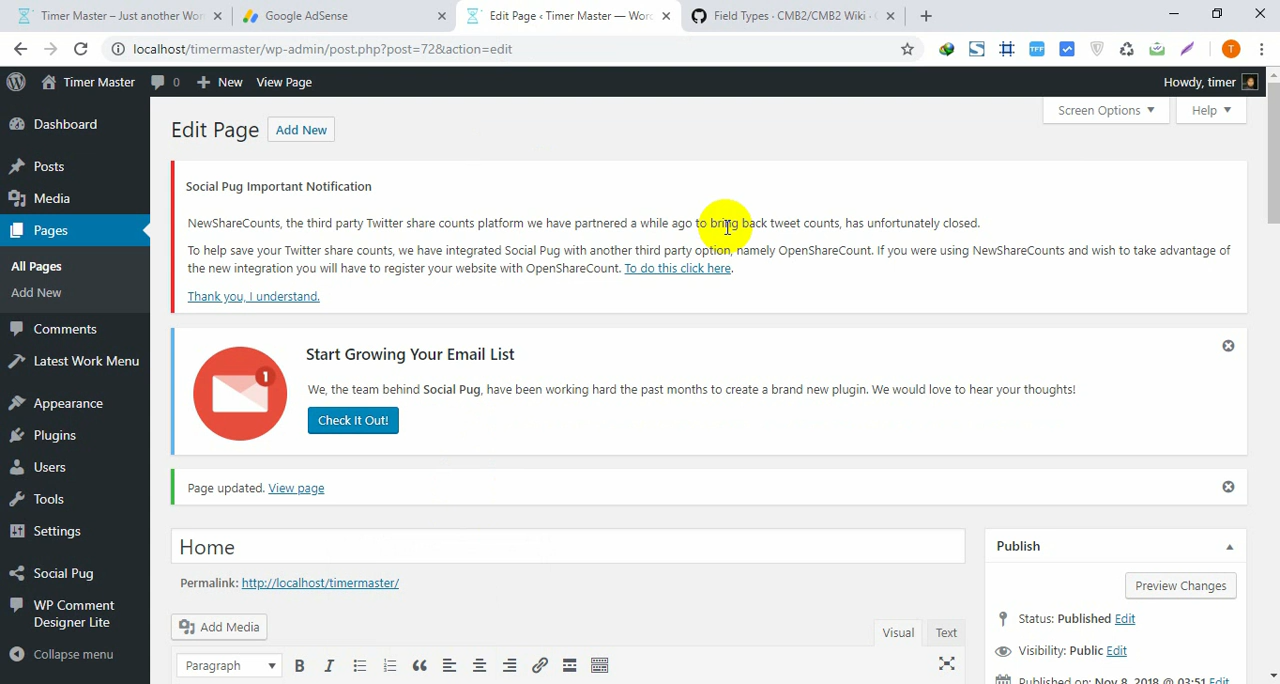 Timer Master – Just another Wor
Google AdSense
Edit Page ‹ Timer Master — Wor
Field Types · CMB2/CMB2 Wiki ·
localhost/timermaster/wp-admin/post.php?post=72&action=edit
TFF
T
Timer Master
0
New
View Page
Howdy, timer
Dashboard
Posts
Media
Pages
All Pages
Add New
Comments
Latest Work Menu
Appearance
Plugins
Users
Tools
Settings
Social Pug
WP Comment
Designer Lite
Collapse menu
Screen Options
Help
Edit Page
Add New
Social Pug Important Notification
NewShareCounts, the third party Twitter share counts platform we have partnered a while ago to bring back tweet counts, has unfortunately closed.
To help save your Twitter share counts, we have integrated Social Pug with another third party option, namely OpenShareCount. If you were using NewShareCounts and wish to take advantage of
the new integration you will have to register your website with OpenShareCount. To do this click here.
Thank you, I understand.
1
Start Growing Your Email List
We, the team behind Social Pug, have been working hard the past months to create a brand new plugin. We would love to hear your thoughts!
Check It Out!
Page updated. View page
Home
Permalink: http://localhost/timermaster/
Add Media
Visual
Text
Paragraph
B
I
Publish
Preview Changes
Status: Published Edit
Visibility: Public Edit
Published on: Nov 8, 2018 @ 03:51 Edit